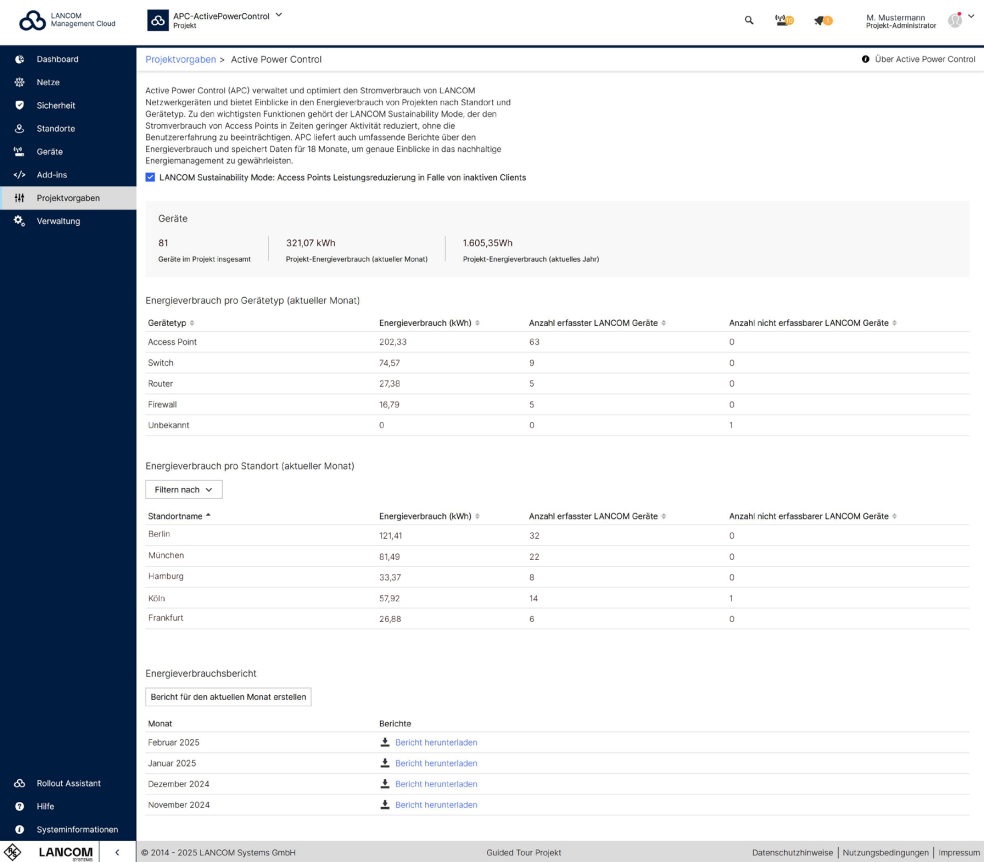 LANCOM
Management Cloud
APC-ActivePowerControl
Projekt
M. Mustermann
Projekt-Administrator
Dashboard
Netze
Sicherheit
Standorte
Geräte
Add-ins
Projektvorgaben
Verwaltung
Projektvorgaben > Active Power Control
Über Active Power Control
Active Power Control (APC) verwaltet und optimiert den Stromverbrauch von LANCOM
Netzwerkgeräten und bietet Einblicke in den Energieverbrauch von Projekten nach Standort und
Gerätetyp. Zu den wichtigsten Funktionen gehört der LANCOM Sustainability Mode, der den
Stromverbrauch von Access Points in Zeiten geringer Aktivität reduziert, ohne die
Benutzererfahrung zu beeinträchtigen. APC liefert auch umfassende Berichte über den
Energieverbrauch und speichert Daten für 18 Monate, um genaue Einblicke in das nachhaltige
Energiemanagement zu gewährleisten.
LANCOM Sustainability Mode: Access Points Leistungsreduzierung in Falle von inaktiven Clients
Geräte
81 321,07 kWh 1.605,35Wh
Geräte im Projekt insgesamt Projekt-Energieverbrauch (aktueller Monat) Projekt-Energieverbrauch (aktuelles Jahr)
Energieverbrauch pro Gerätetyp (aktueller Monat)
Gerätetyp Energieverbrauch (kWh) Anzahl erfasster LANCOM Geräte Anzahl nicht erfassbarer LANCOM Geräte
Access Point 202,33 63 0
Switch 74,57 9 0
Router 27,38 5 0
Firewall 16,79 5 0
Unbekannt 0 0 1
Energieverbrauch pro Standort (aktueller Monat)
Filtern nach
Standortname Energieverbrauch (kWh) Anzahl erfasster LANCOM Geräte Anzahl nicht erfassbarer LANCOM Geräte
Berlin 121,41 32 0
München 81,49 22 0
Hamburg 33,37 8 0
Köln 57,92 14 1
Frankfurt 26,88 6 0
Energieverbrauchsbericht
Bericht für den aktuellen Monat erstellen
Monat Berichte
Februar 2025 Bericht herunterladen
Januar 2025 Bericht herunterladen
Dezember 2024 Bericht herunterladen
November 2024 Bericht herunterladen
Rollout Assistant
Hilfe
Systeminformationen
LANCOM
SYSTEMS
© 2014 - 2025 LANCOM Systems GmbH
Guided Tour Projekt
Datenschutzhinweise | Nutzungsbedingungen | Impressum